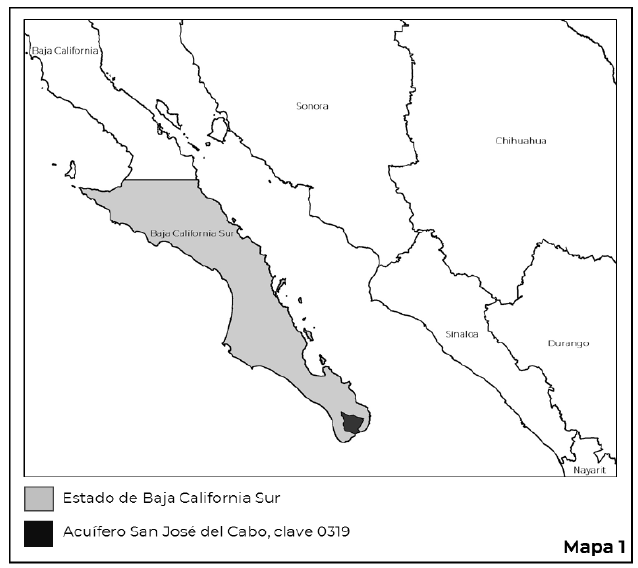 Baja California
Sonora
Chihuahua
Baja California Sur
Sinaloa
Durango
Nayarit
Estado de Baja California Sur
Acuífero San José del Cabo, clave 0319
Mapa 1